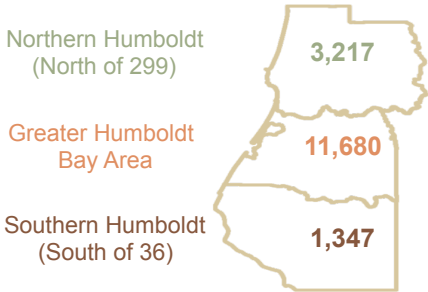 Northern Humboldt
(North of 299)
3,217
Greater Humboldt
Bay Area
11,680
Southern Humboldt
(South of 36)
1,347